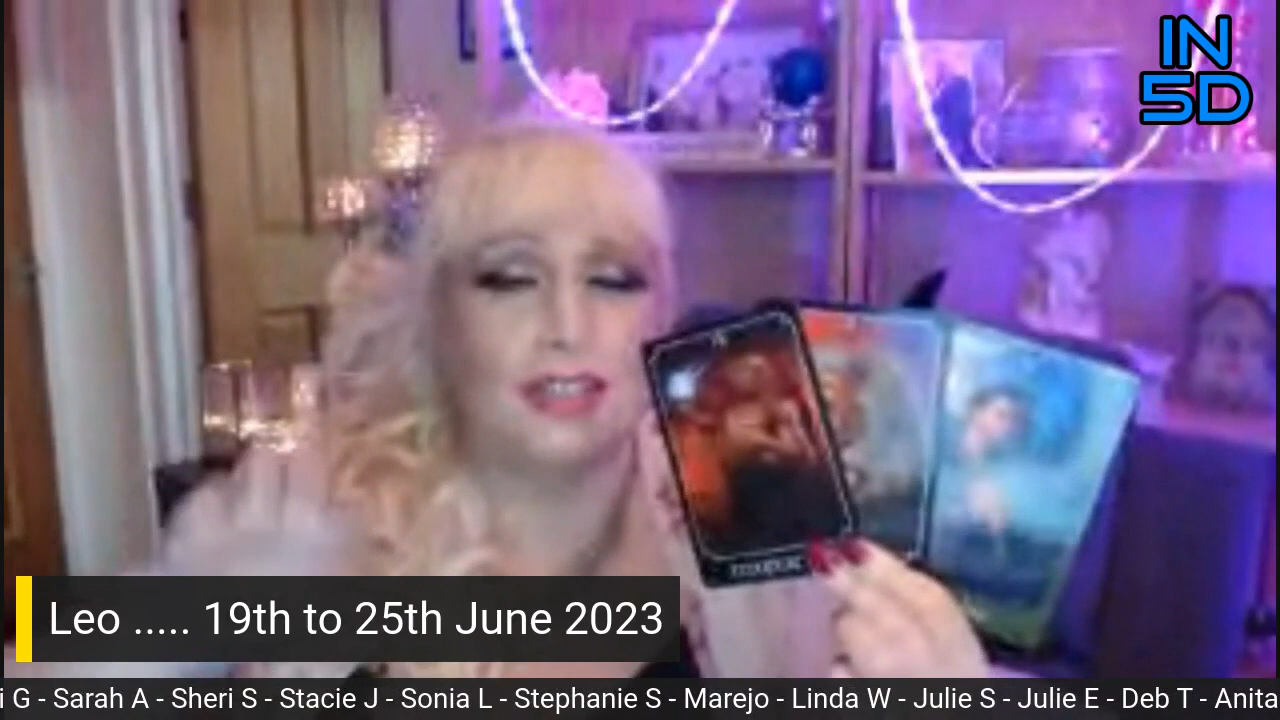 IN
5D
Leo ..... 19th to 25th June 2023
i G - Sarah A - Sheri S - Stacie J - Sonia L - Stephanie S - Marejo - Linda W - Julie S - Julie E - Deb T - Anita